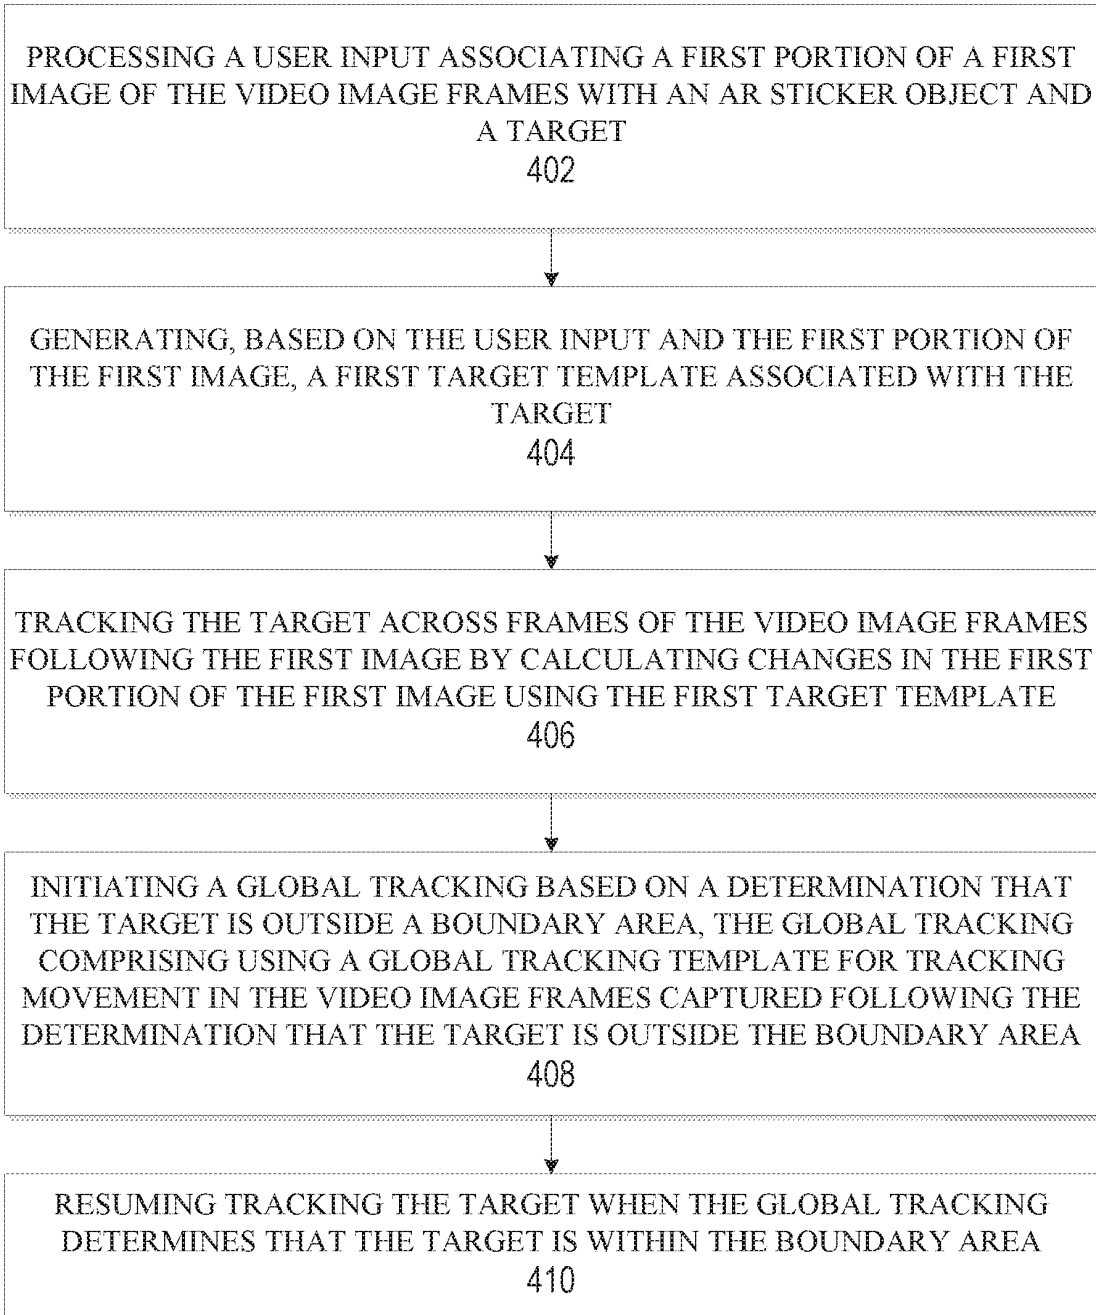 PROCESSING A USER INPUT ASSOCIATING A FIRST PORTION OF A FIRST
IMAGE OF THE VIDEO IMAGE FRAMES WITH AN AR STICKER OBJECT AND
A TARGET
402
GENERATING, BASED ON THE USER INPUT AND THE FIRST PORTION OF
THE FIRST IMAGE, A FIRST TARGET TEMPLATE ASSOCIATED WITH THE
TARGET
404
TRACKING THE TARGET ACROSS FRAMES OF THE VIDEO IMAGE FRAMES
FOLLOWING THE FIRST IMAGE BY CALCULATING CHANGES IN THE FIRST
PORTION OF THE FIRST IMAGE USING THE FIRST TARGET TEMPLATE
406
INITIATING A GLOBAL TRACKING BASED ON A DETERMINATION THAT
THE TARGET IS OUTSIDE A BOUNDARY AREA, THE GLOBAL TRACKING
COMPRISING USING A GLOBAL TRACKING TEMPLATE FOR TRACKING
MOVEMENT IN THE VIDEO IMAGE FRAMES CAPTURED FOLLOWING THE
DETERMINATION THAT THE TARGET IS OUTSIDE THE BOUNDARY AREA
408
RESUMING TRACKING THE TARGET WHEN THE GLOBAL TRACKING
DETERMINES THAT THE TARGET IS WITHIN THE BOUNDARY AREA
410